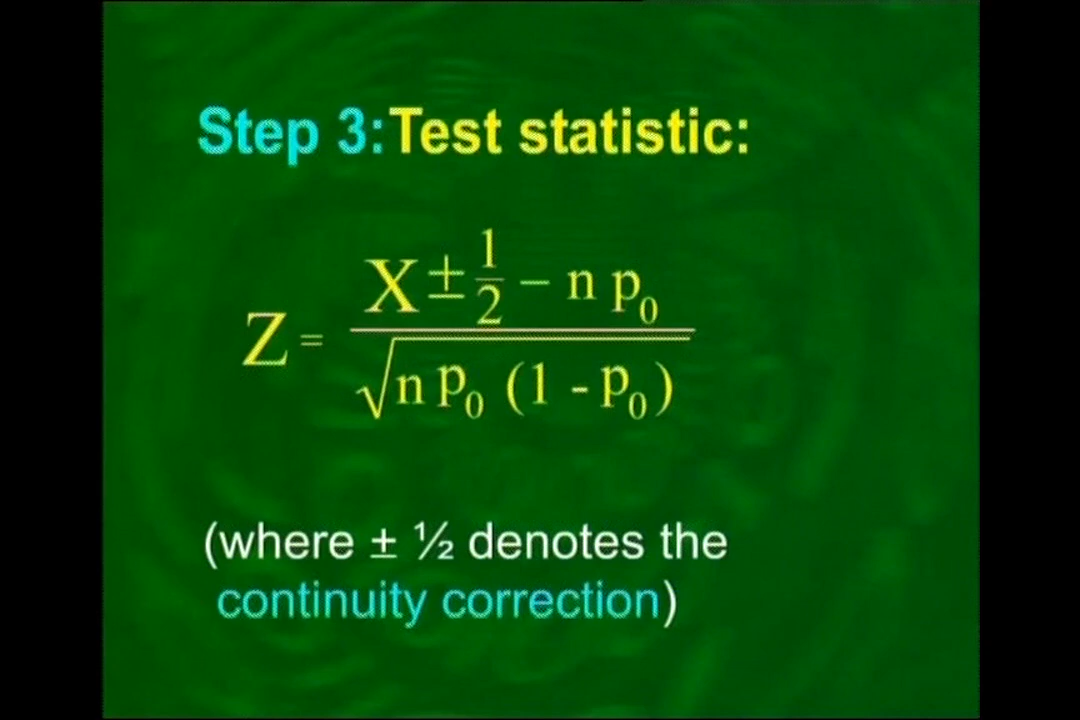 Step 3:Test statistic:
Z = (X ± 1/2 − n p₀) / √(n p₀ (1 - p₀))
(where ± ½ denotes the
continuity correction)